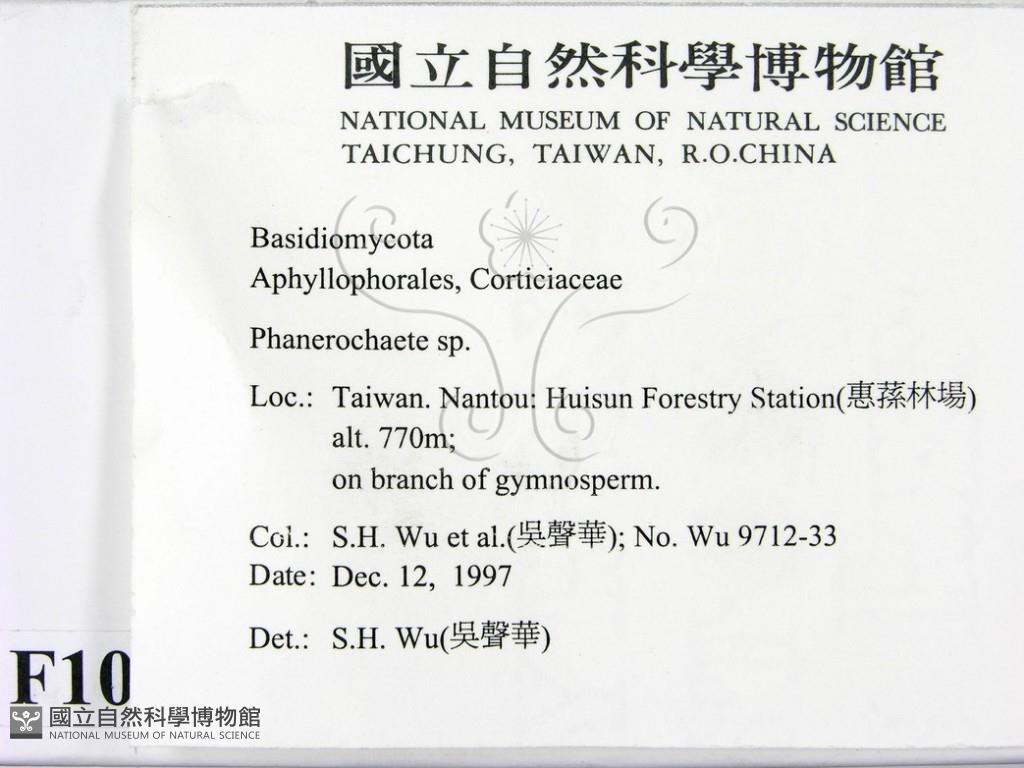 國立自然科學博物館
NATIONAL MUSEUM OF NATURAL SCIENCE
TAICHUNG, TAIWAN, R.O.CHINA
Basidiomycota
Aphyllophorales, Corticiaceae
Phanerochaete sp.
Loc.: Taiwan. Nantou: Huisun Forestry Station(惠蓀林場)
alt. 770m;
on branch of gymnosperm.
Col.: S.H. Wu et al.(吳聲華); No. Wu 9712-33
Date: Dec. 12, 1997
Det.: S.H. Wu(吳聲華)
F10
國立自然科學博物館
NATIONAL MUSEUM OF NATURAL SCIENCE